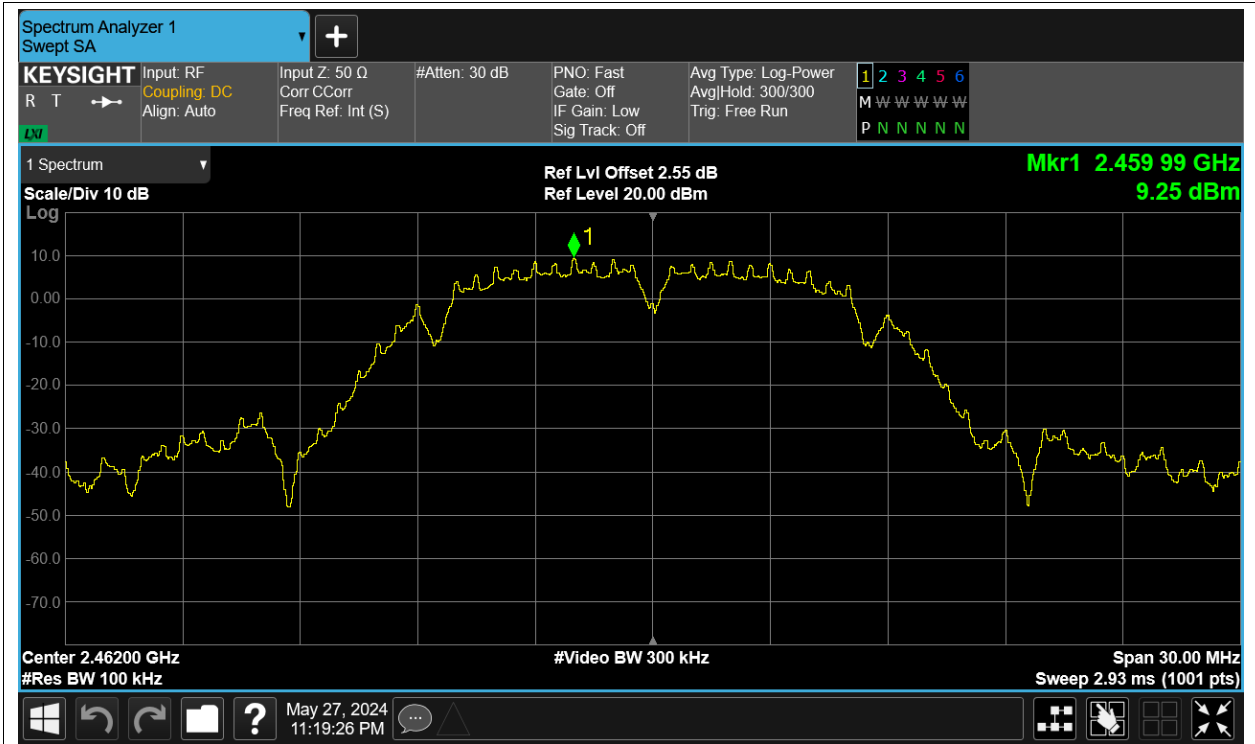 Spectrum Analyzer 1
Swept SA
+
KEYSIGHT
R T
LXI
Input: RF
Coupling: DC
Align: Auto
Input Z: 50 Ω
Corr CCorr
Freq Ref: Int (S)
#Atten: 30 dB
PNO: Fast
Gate: Off
IF Gain: Low
Sig Track: Off
Avg Type: Log-Power
Avg|Hold: 300/300
Trig: Free Run
1 2 3 4 5 6
M W W W W W
P N N N N N
1 Spectrum
Scale/Div 10 dB
Log
Ref Lvl Offset 2.55 dB
Ref Level 20.00 dBm
Mkr1 2.459 99 GHz
9.25 dBm
1
10.0
0.00
-10.0
-20.0
-30.0
-40.0
-50.0
-60.0
-70.0
Center 2.46200 GHz
#Res BW 100 kHz
#Video BW 300 kHz
Span 30.00 MHz
Sweep 2.93 ms (1001 pts)
?
May 27, 2024
11:19:26 PM